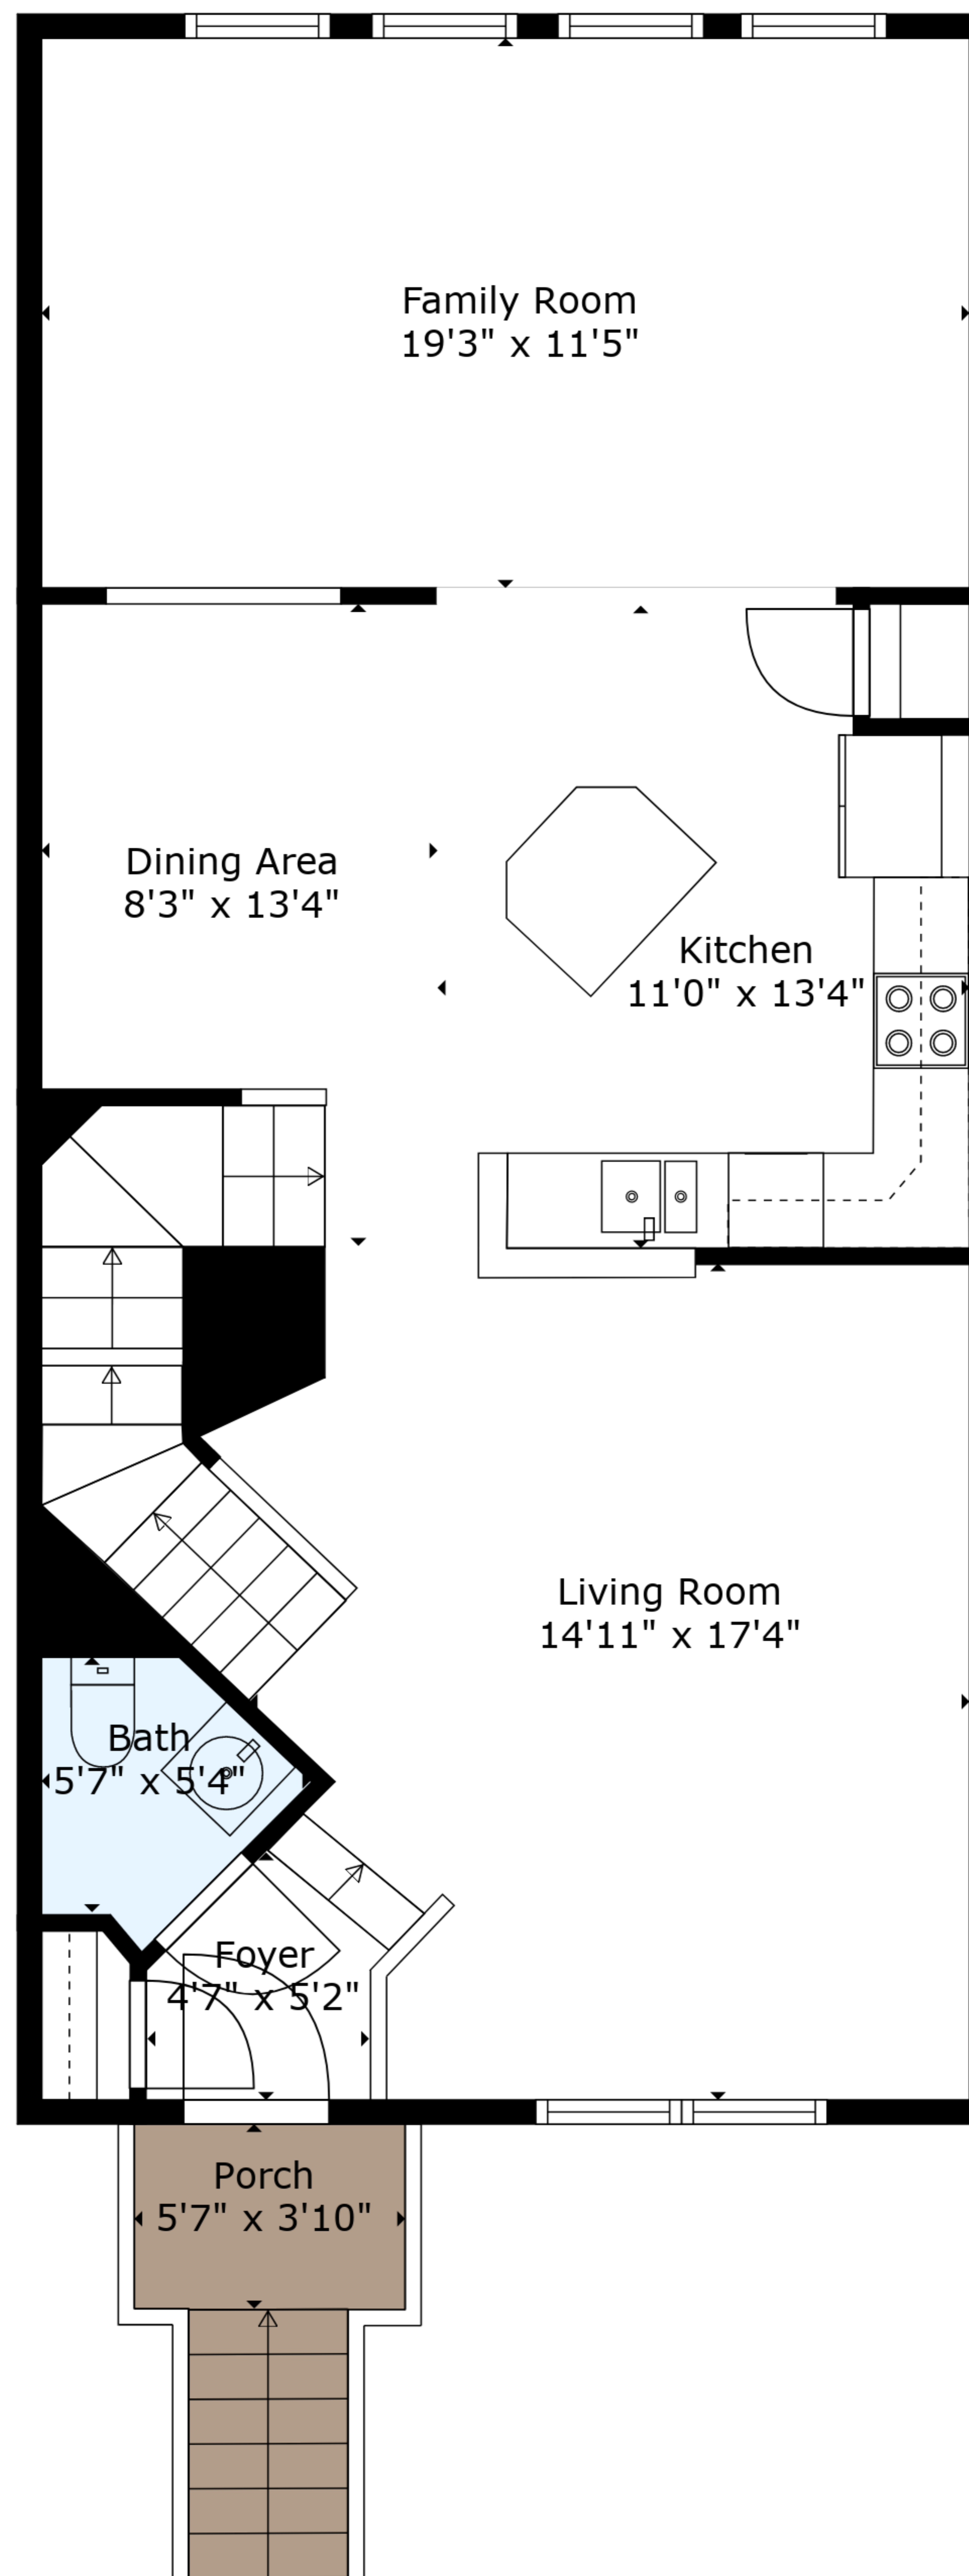 Family Room
19'3" x 11'5"
Dining Area
8'3" x 13'4"
Kitchen
11'0" x 13'4"
Living Room
14'11" x 17'4"
Bath
5'7" x 5'4"
Foyer
4'7" x 5'2"
Porch
5'7" x 3'10"